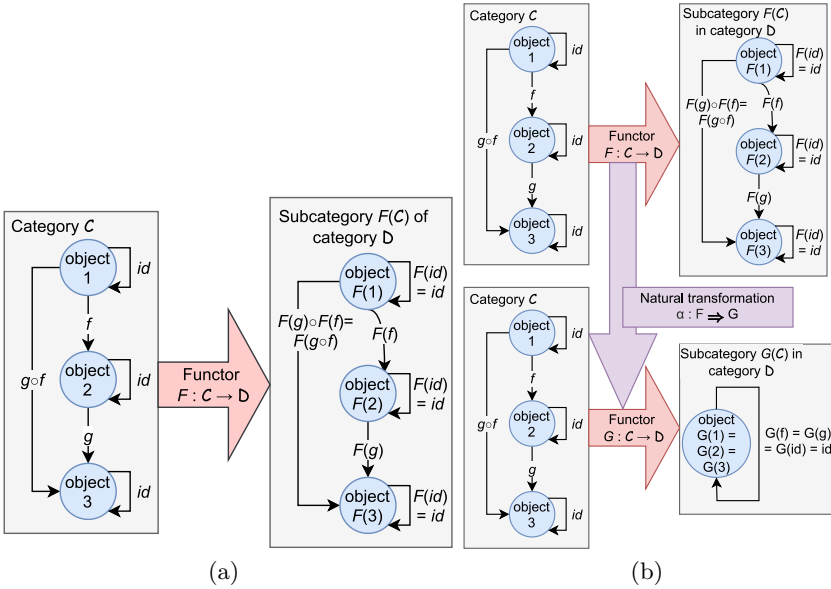 Category C
object
1
id
f
object
2
id
g∘f
g
object
3
id
Functor
F : C → D
Subcategory F(C) of
category D
object
F(1)
F(id)
= id
F(g)∘F(f)=
F(g∘f)
F(f)
object
F(2)
F(id)
= id
F(g)
object
F(3)
F(id)
= id
(a)
Category C
object
1
id
f
g∘f
object
2
id
g
object
3
id
Functor
F : C → D
Subcategory F(C)
in category D
object
F(1)
F(id)
= id
F(g)∘F(f)=
F(g∘f)
F(f)
object
F(2)
F(id)
= id
F(g)
object
F(3)
F(id)
= id
Natural transformation
α : F ⇒ G
Category C
object
1
id
f
g∘f
object
2
id
g
object
3
id
Functor
G : C → D
Subcategory G(C) in
category D
object
G(1) =
G(2) =
G(3)
G(f) = G(g)
= G(id) = id
(b)